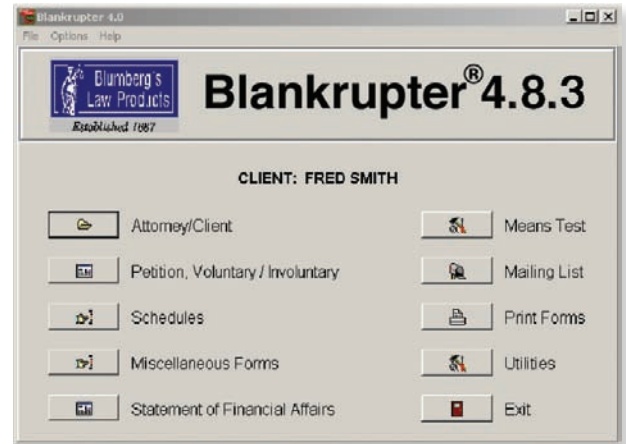 Blankrupter 4.0
File Options Help
Blumberg's
Law Products
Established 1887
Blankrupter® 4.8.3
CLIENT: FRED SMITH
Attorney/Client
Means Test
Petition, Voluntary / Involuntary
Mailing List
Schedules
Print Forms
Miscellaneous Forms
Utilities
Statement of Financial Affairs
Exit